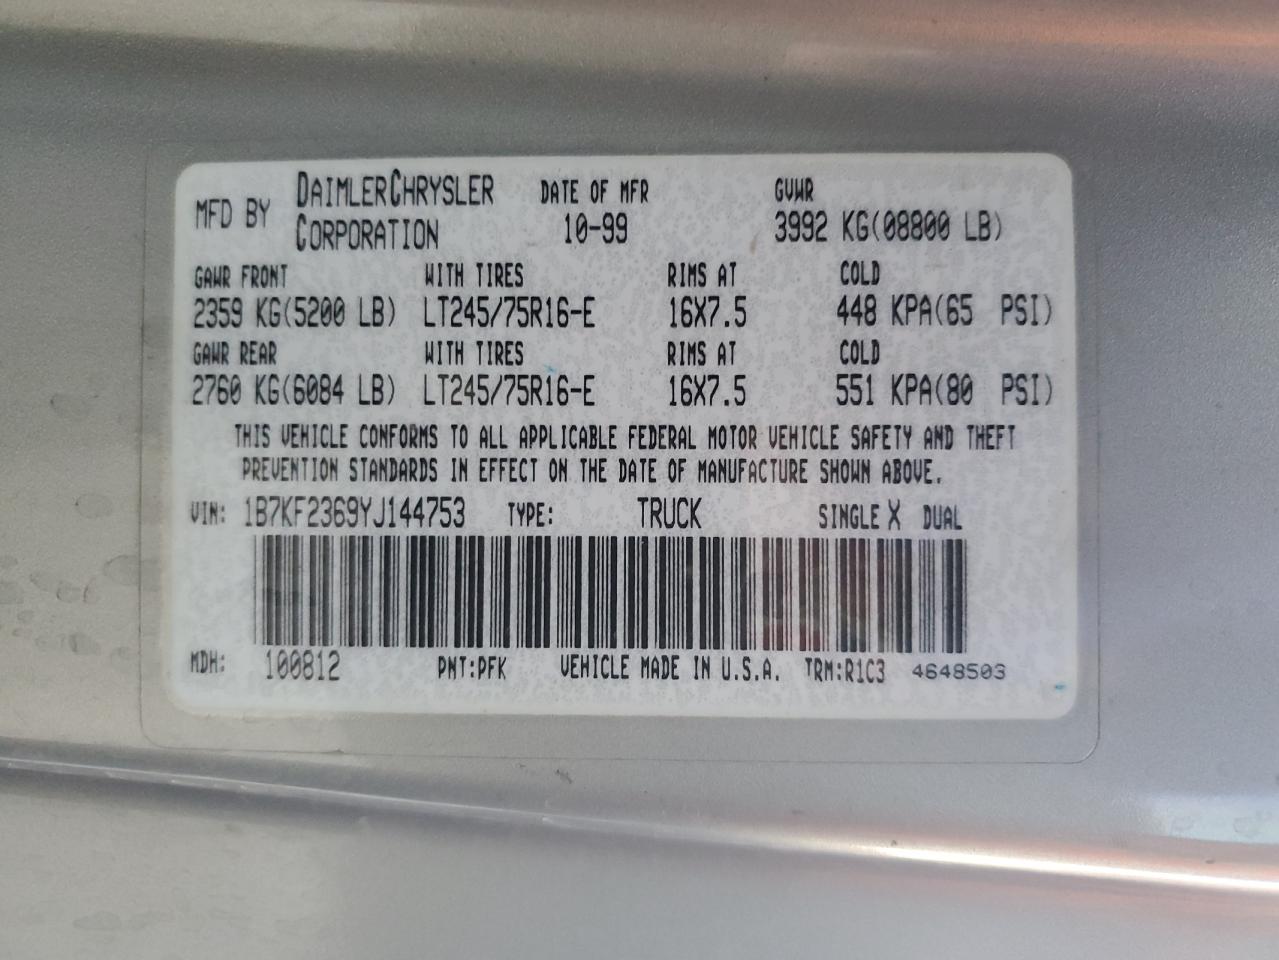 MFD BY DAIMLERCHRYSLER CORPORATION DATE OF MFR 10-99 GVWR 3992 KG(08800 LB)
GAWR FRONT WITH TIRES RIMS AT COLD
2359 KG(5200 LB) LT245/75R16-E 16X7.5 448 KPA(65 PSI)
GAWR REAR WITH TIRES RIMS AT COLD
2760 KG(6084 LB) LT245/75R16-E 16X7.5 551 KPA(80 PSI)
THIS VEHICLE CONFORMS TO ALL APPLICABLE FEDERAL MOTOR VEHICLE SAFETY AND THEFT
PREVENTION STANDARDS IN EFFECT ON THE DATE OF MANUFACTURE SHOWN ABOVE.
VIN: 1B7KF2369YJ144753 TYPE: TRUCK SINGLE X DUAL
MDH: 100812 PNT:PFK VEHICLE MADE IN U.S.A. TRM:R1C3 4648503